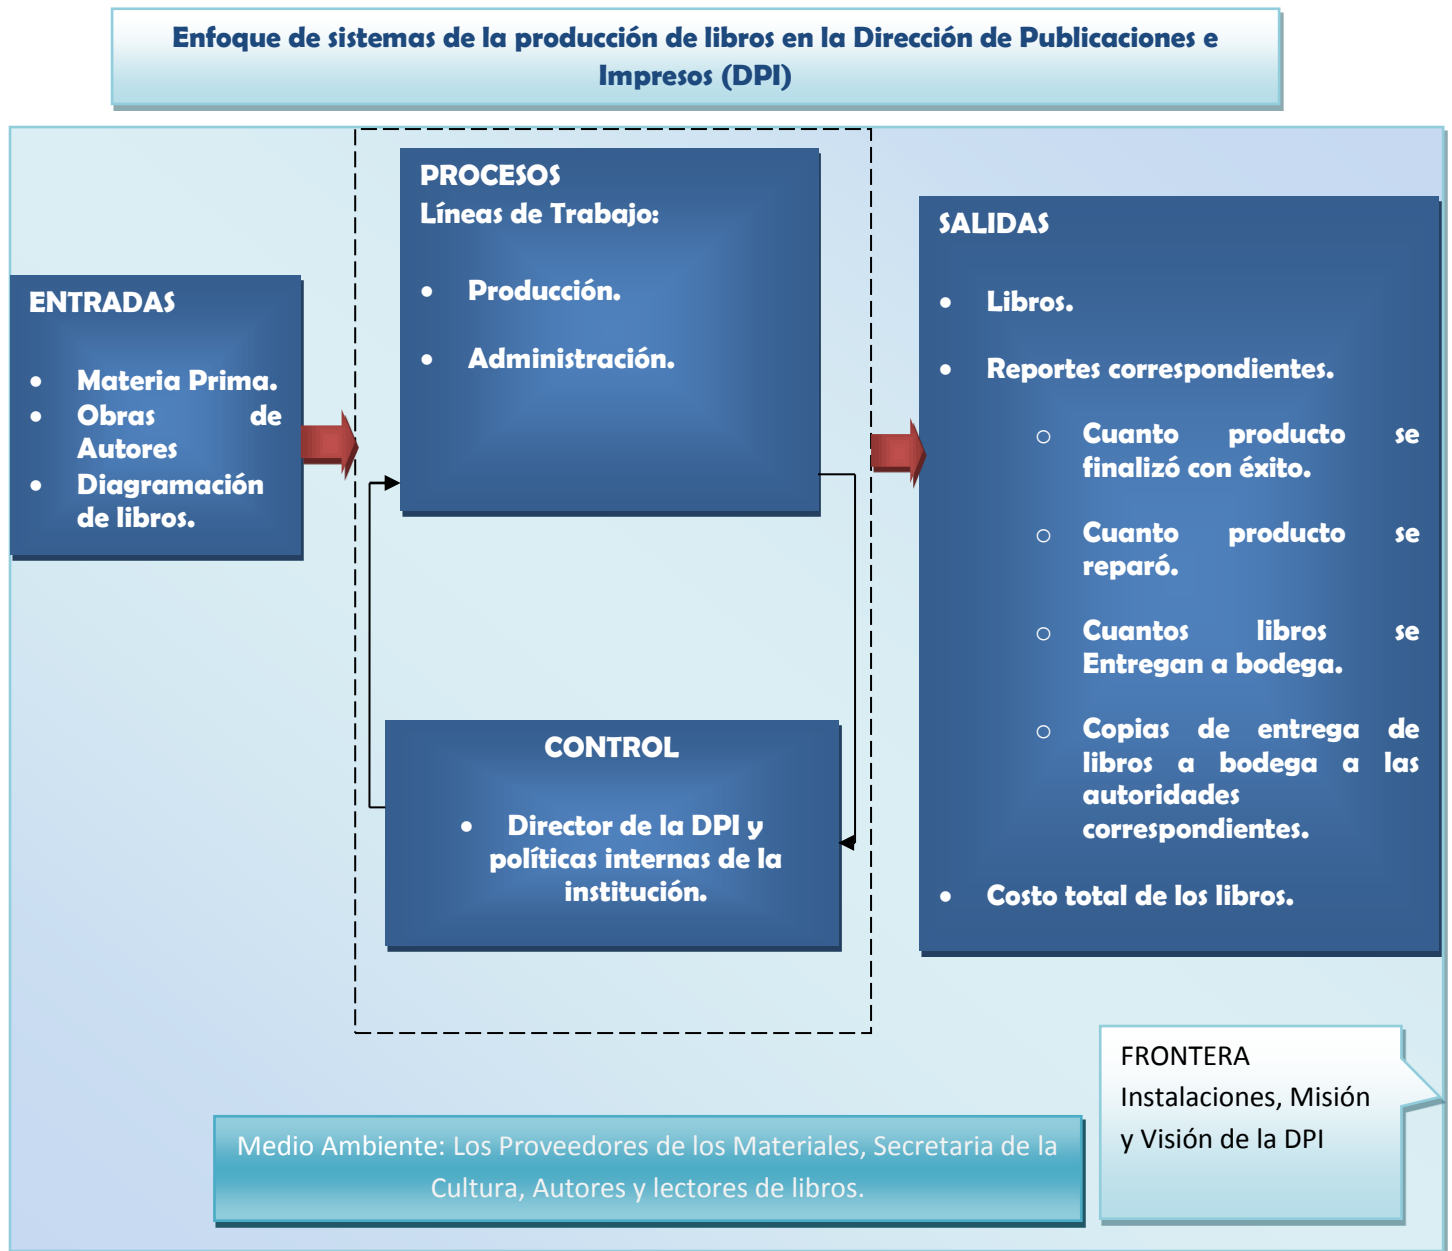 Enfoque de sistemas de la producción de libros en la Dirección de Publicaciones e
Impresos (DPI)
ENTRADAS
• Materia Prima.
• Obras de
Autores
• Diagramación
de libros.
PROCESOS
Líneas de Trabajo:
• Producción.
• Administración.
CONTROL
• Director de la DPI y
políticas internas de la
institución.
SALIDAS
• Libros.
• Reportes correspondientes.
o Cuanto producto se
finalizó con éxito.
o Cuanto producto se
reparó.
o Cuantos libros se
Entregan a bodega.
o Copias de entrega de
libros a bodega a las
autoridades
correspondientes.
• Costo total de los libros.
FRONTERA
Instalaciones, Misión
y Visión de la DPI
Medio Ambiente: Los Proveedores de los Materiales, Secretaria de la
Cultura, Autores y lectores de libros.